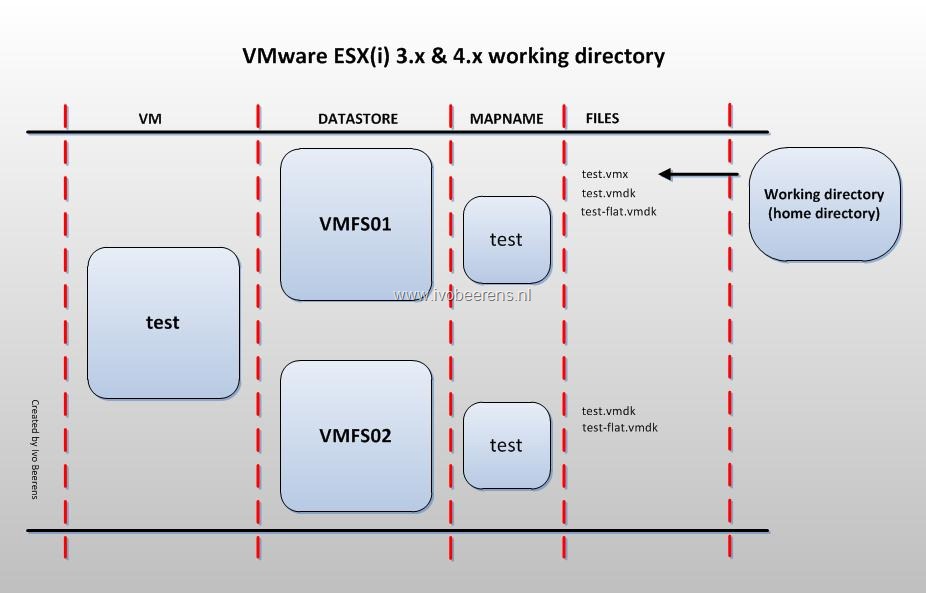 VMware ESX(i) 3.x & 4.x working directory
VM
DATASTORE
MAPNAME
FILES
test
VMFS01
test
test.vmx
test.vmdk
test-flat.vmdk
Working directory
(home directory)
www.ivobeerens.nl
VMFS02
test
test.vmdk
test-flat.vmdk
Created by Ivo Beerens